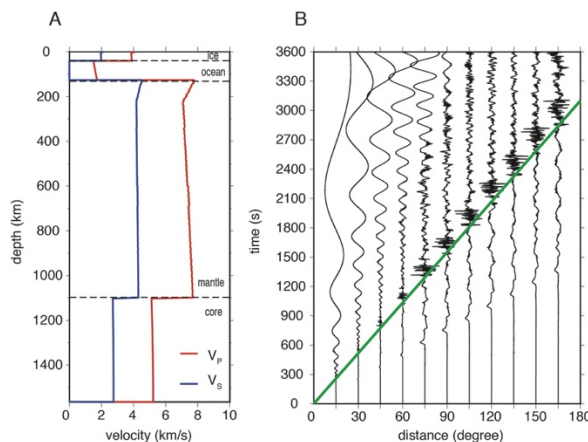 A
ice
ocean
mantle
core
V_P
V_S
0
200
400
600
800
1000
1200
1400
depth (km)
0 2 4 6 8 10
velocity (km/s)
B
3600
3300
3000
2700
2400
2100
1800
1500
1200
900
600
300
0
time (s)
0 30 60 90 120 150 180
distance (degree)